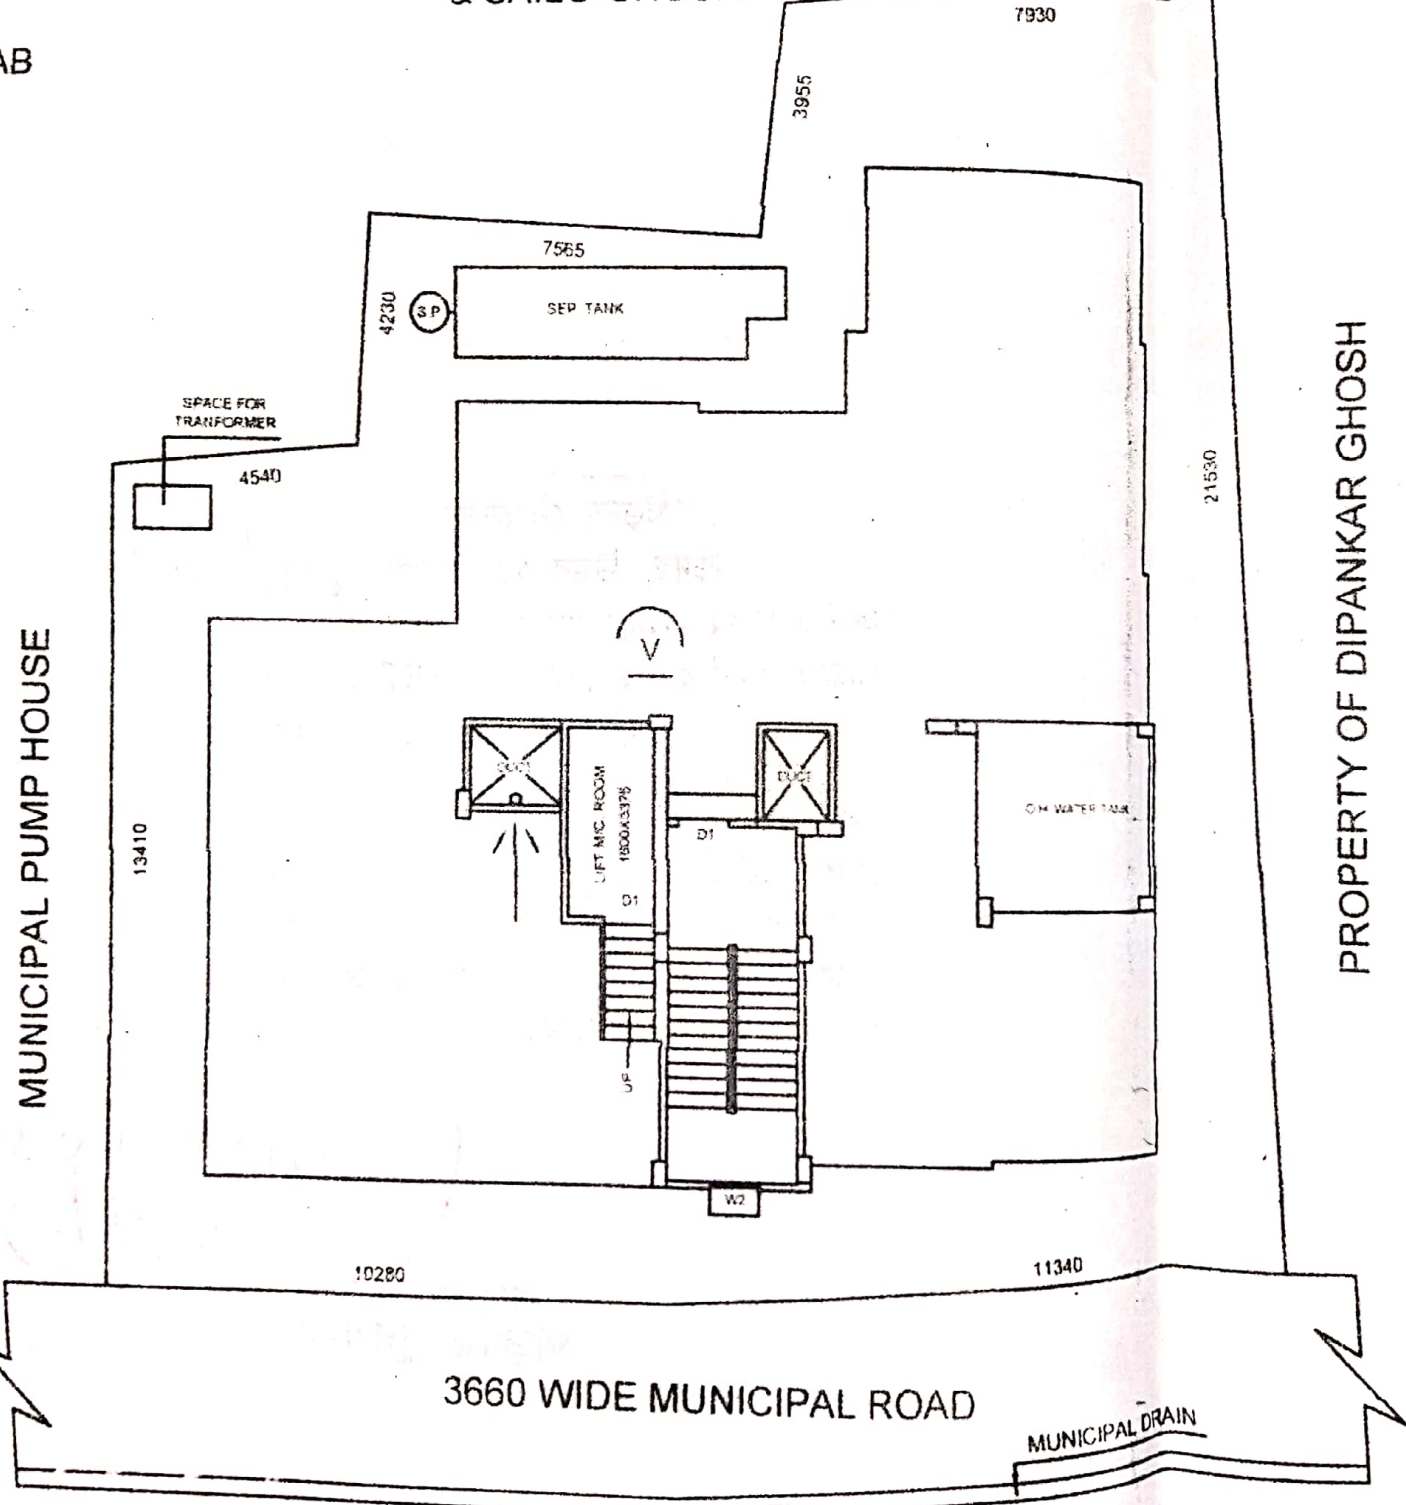 7930
AB
3955
7565
4230
S.P
SEP. TANK
SPACE FOR
TRANFORMER
4540
21530
PROPERTY OF DIPANKAR GHOSH
V
MUNICIPAL PUMP HOUSE
13410
DUCT
LIFT M/C. ROOM
1600X3375
D1
D1
DUCT
O.H. WATER TANK
UP
W2
10280
11340
3660 WIDE MUNICIPAL ROAD
MUNICIPAL DRAIN